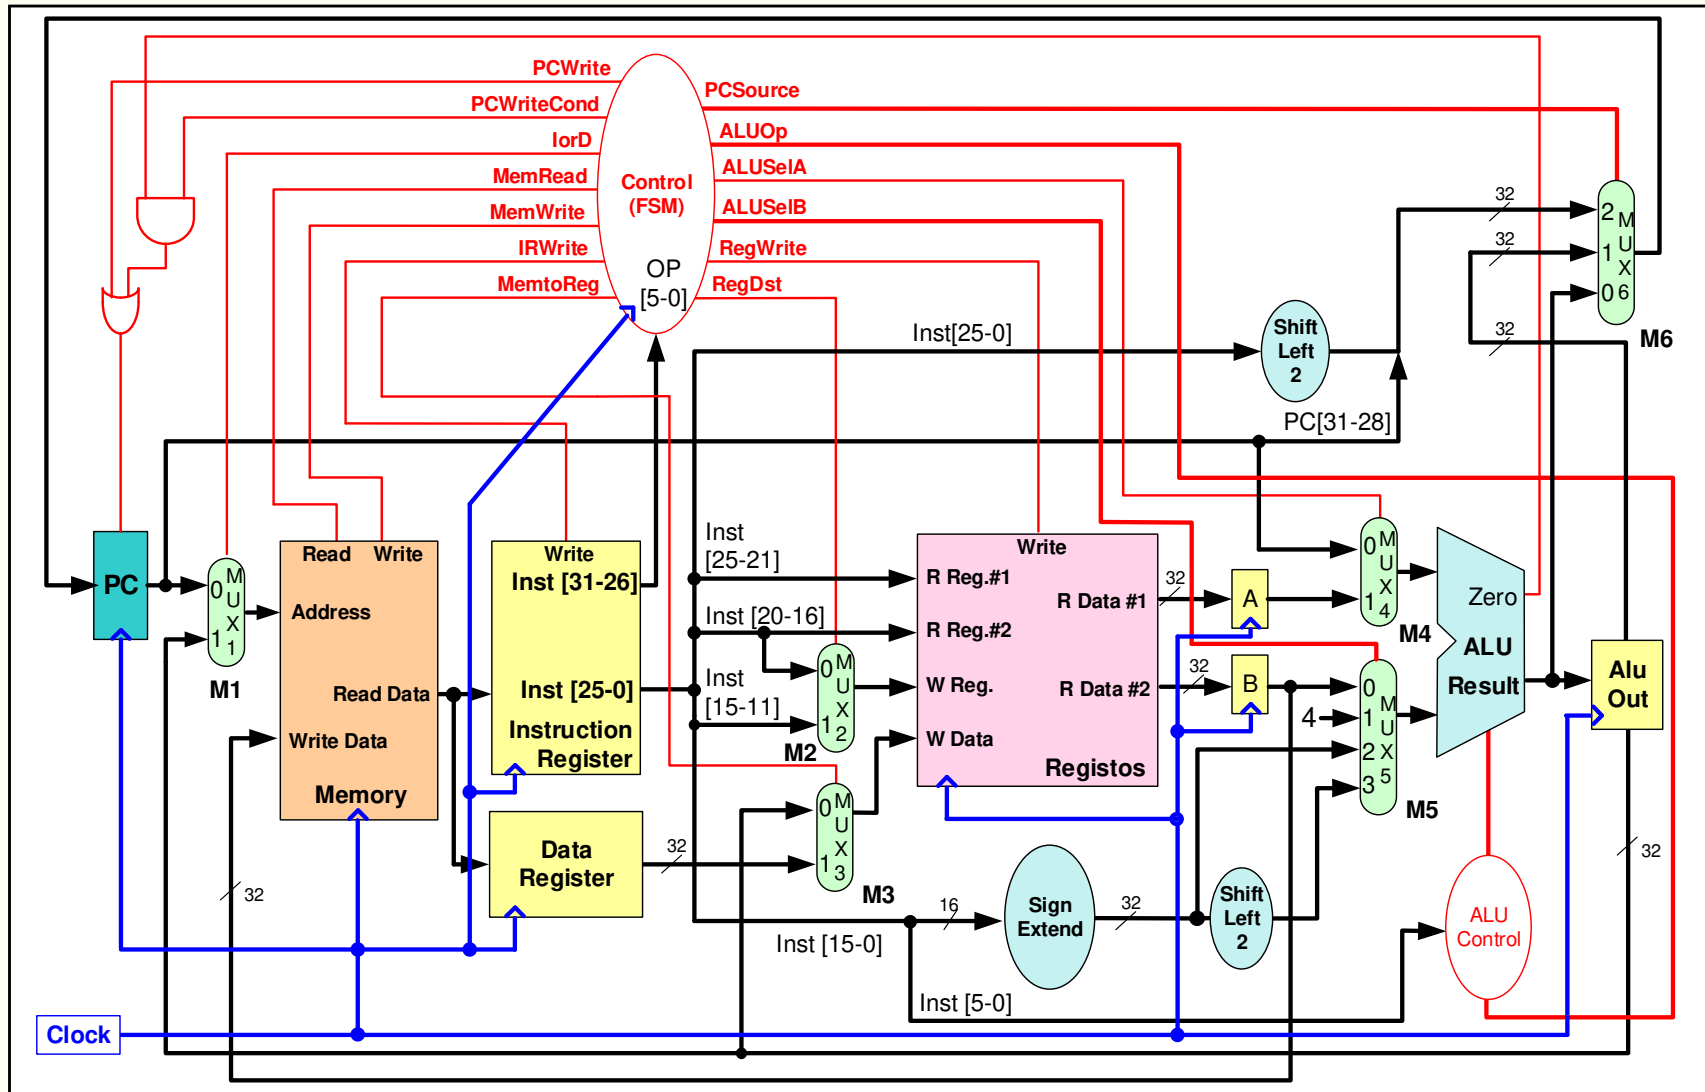 PCWrite
PCWriteCond
IorD
MemRead
MemWrite
IRWrite
MemtoReg
Control
(FSM)
OP
[5-0]
PCSource
ALUOp
ALUSelA
ALUSelB
RegWrite
RegDst
Inst[25-0]
Shift
Left
2
PC[31-28]
32
32
32
2
1
0
M
U
X
6
M6
PC
0
1
M
U
X
1
M1
Read Write
Address
Read Data
Write Data
Memory
32
Write
Inst [31-26]
Inst [25-0]
Instruction
Register
Data
Register
32
Inst
[25-21]
Inst [20-16]
Inst
[15-11]
0
1
M
U
X
2
M2
0
1
M
U
X
3
M3
Write
R Reg.#1
R Reg.#2
W Reg.
W Data
R Data #1
R Data #2
Registos
32
32
A
B
0
1
M
U
X
4
M4
4
0
1
2
3
M
U
X
5
M5
Zero
ALU
Result
Alu
Out
32
Inst [15-0]
16
Sign
Extend
32
Shift
Left
2
Inst [5-0]
ALU
Control
Clock